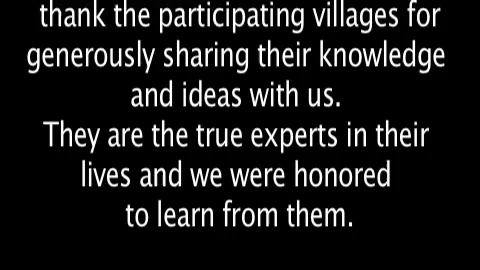 thank the participating villages for
generously sharing their knowledge
and ideas with us.
They are the true experts in their
lives and we were honored
to learn from them.